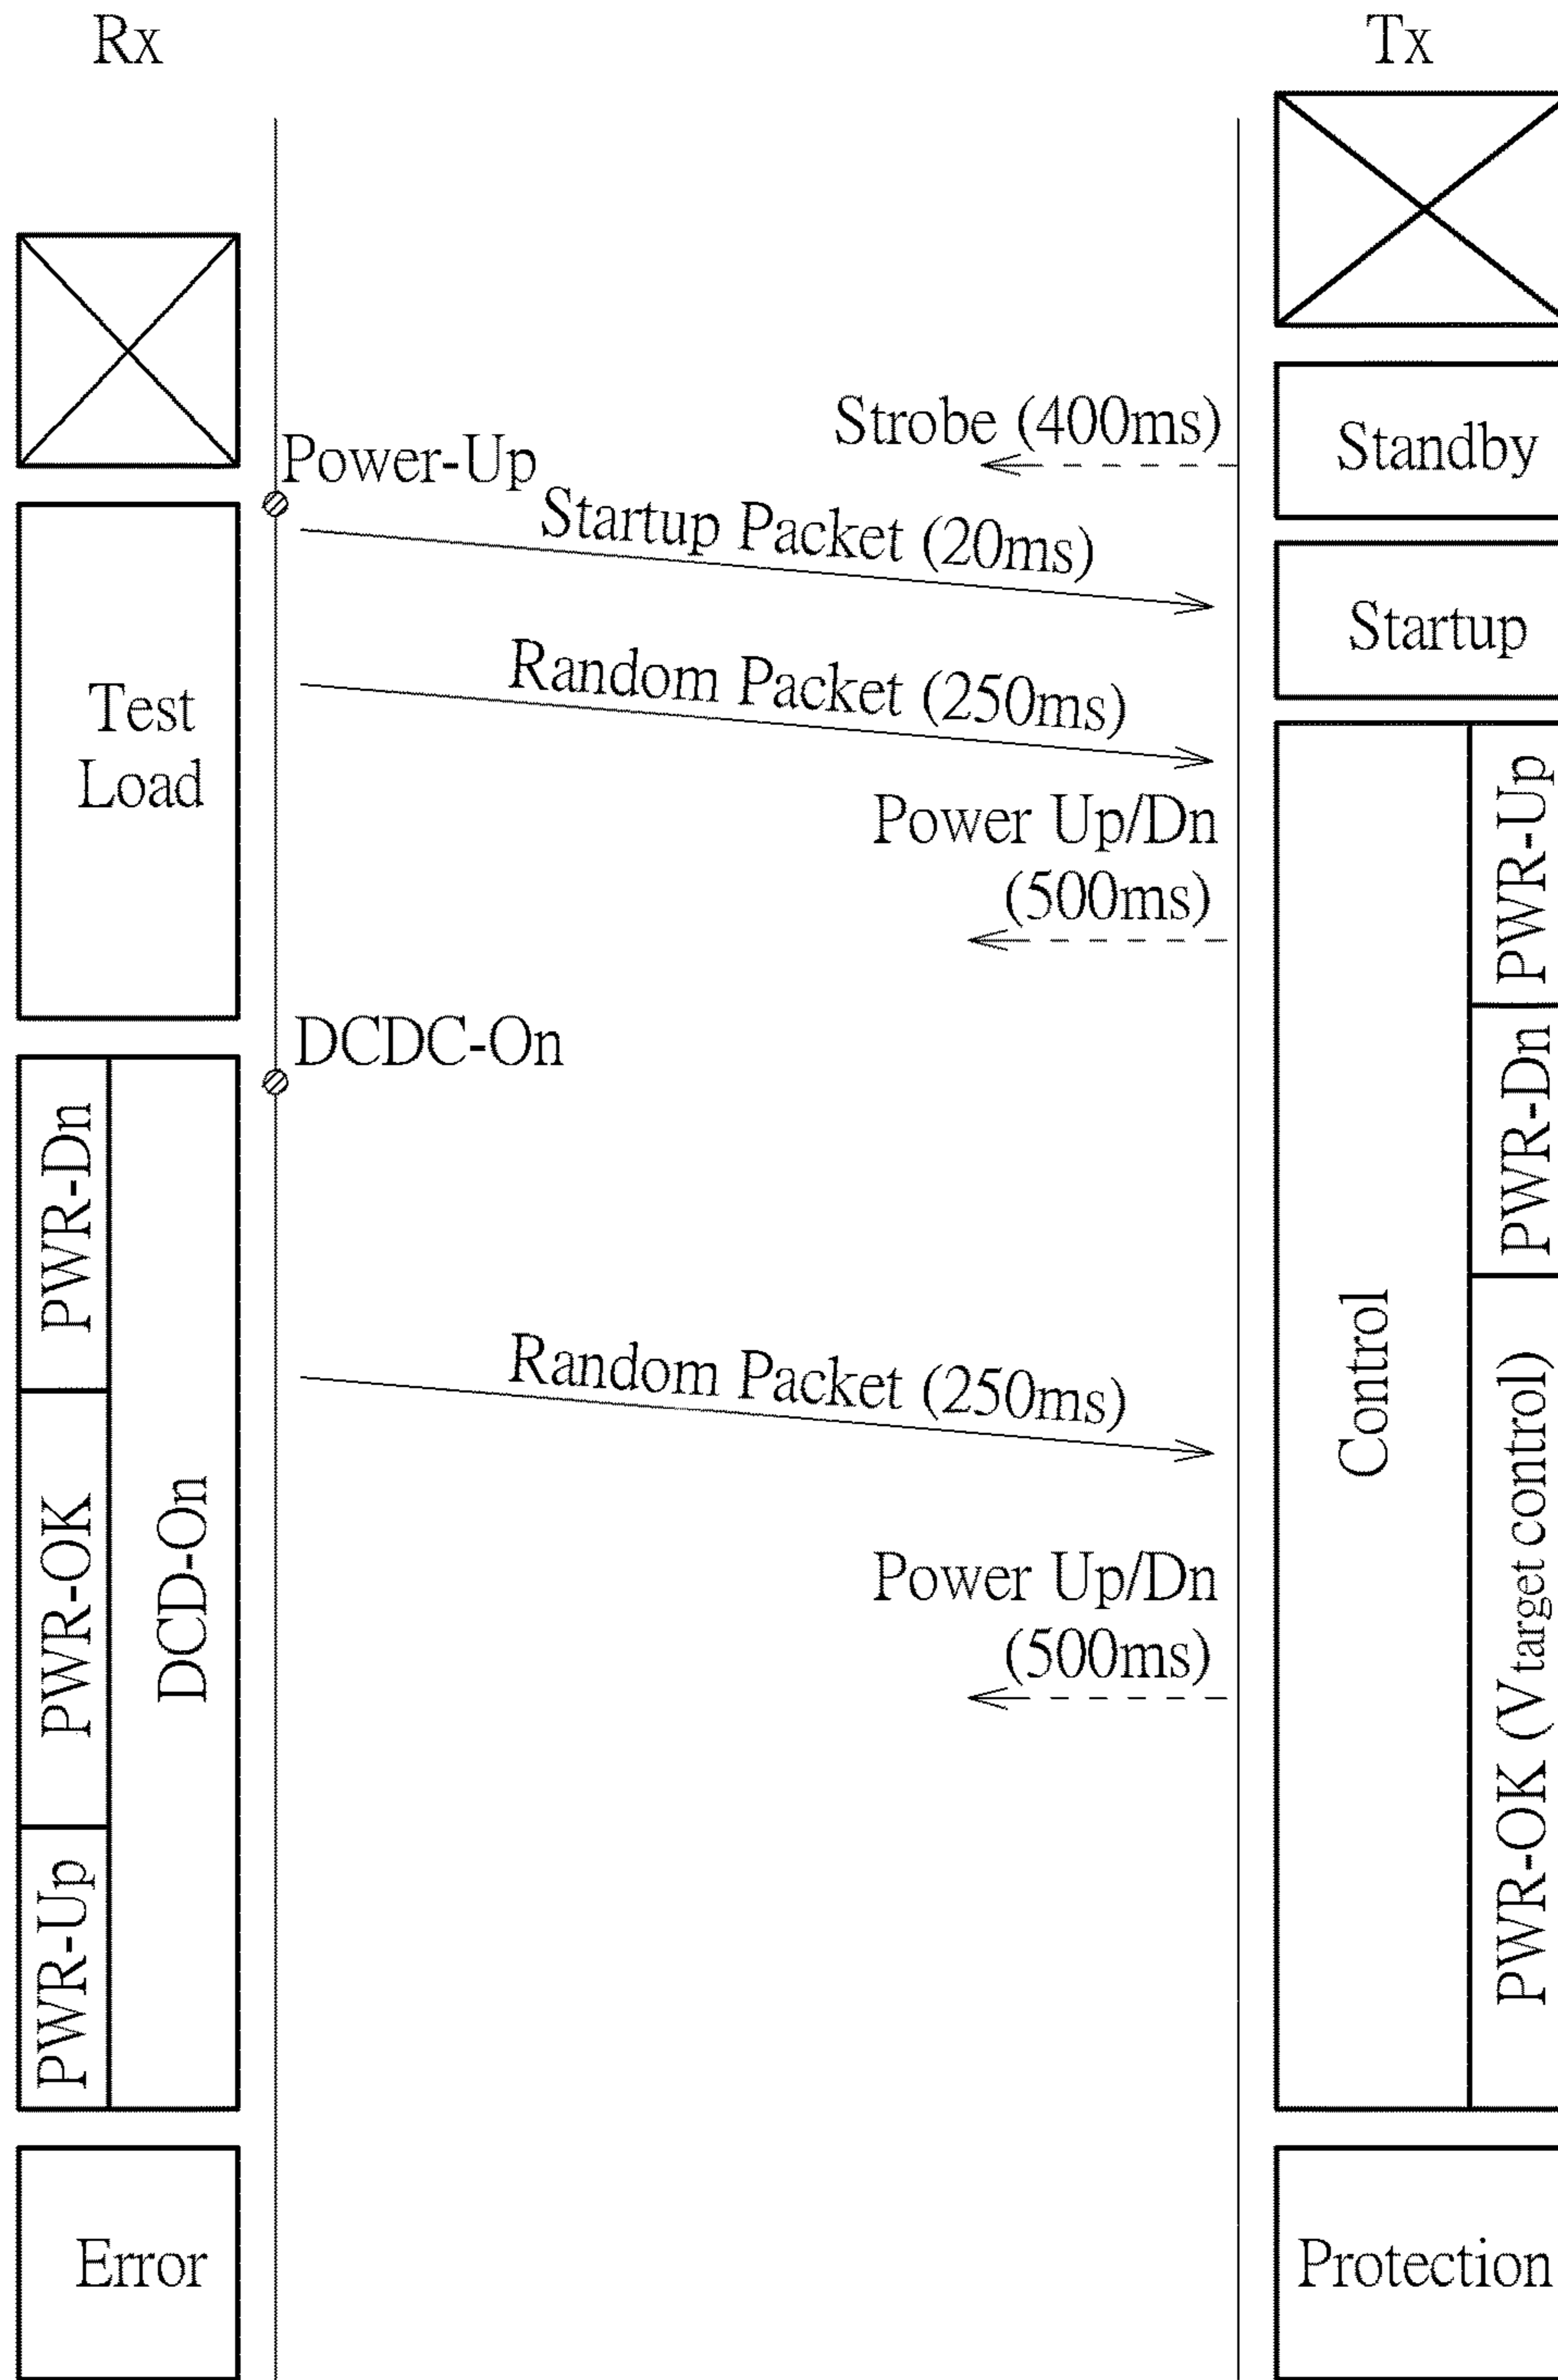 Rx
Tx
Strobe (400ms)
Standby
Power-Up
Startup Packet (20ms)
Startup
Random Packet (250ms)
Test
Load
Power Up/Dn
(500ms)
PWR-Up
DCDC-On
PWR-Dn
PWR-Dn
Random Packet (250ms)
Control
PWR-OK
DCD-On
Power Up/Dn
(500ms)
PWR-OK (Vtarget control)
PWR-Up
Error
Protection